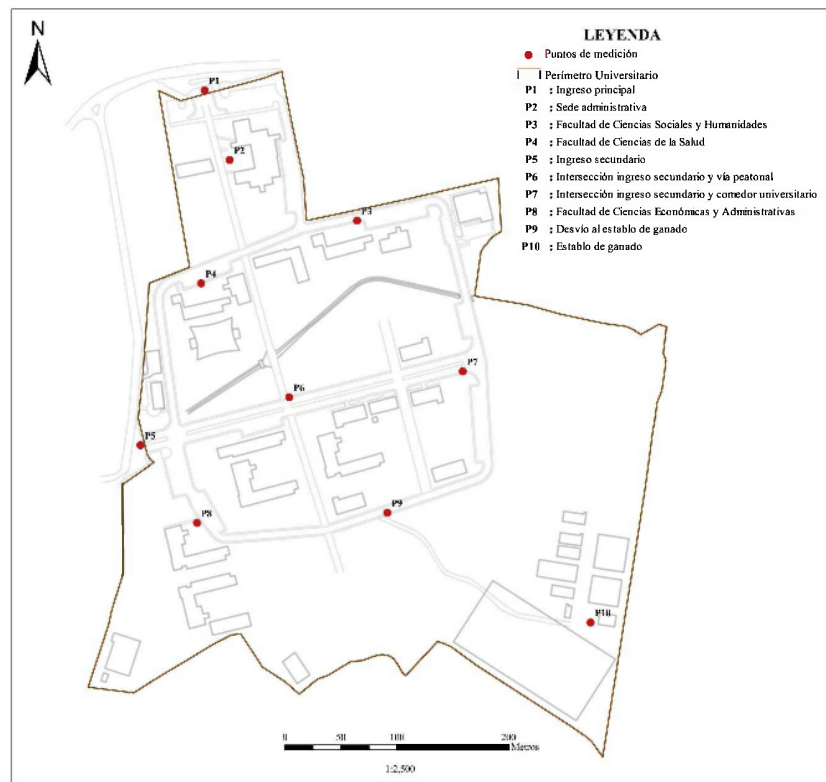 N
LEYENDA
Puntos de medición
Perímetro Universitario
P1 : Ingreso principal
P2 : Sede administrativa
P3 : Facultad de Ciencias Sociales y Humanidades
P4 : Facultad de Ciencias de la Salud
P5 : Ingreso secundario
P6 : Intersección ingreso secundario y vía peatonal
P7 : Intersección ingreso secundario y comedor universitario
P8 : Facultad de Ciencias Económicas y Administrativas
P9 : Desvío al establo de ganado
P10 : Establo de ganado
P1
P2
P3
P4
P7
P6
P5
P9
P8
P10
0 50 100 200
Metros
1:2,500